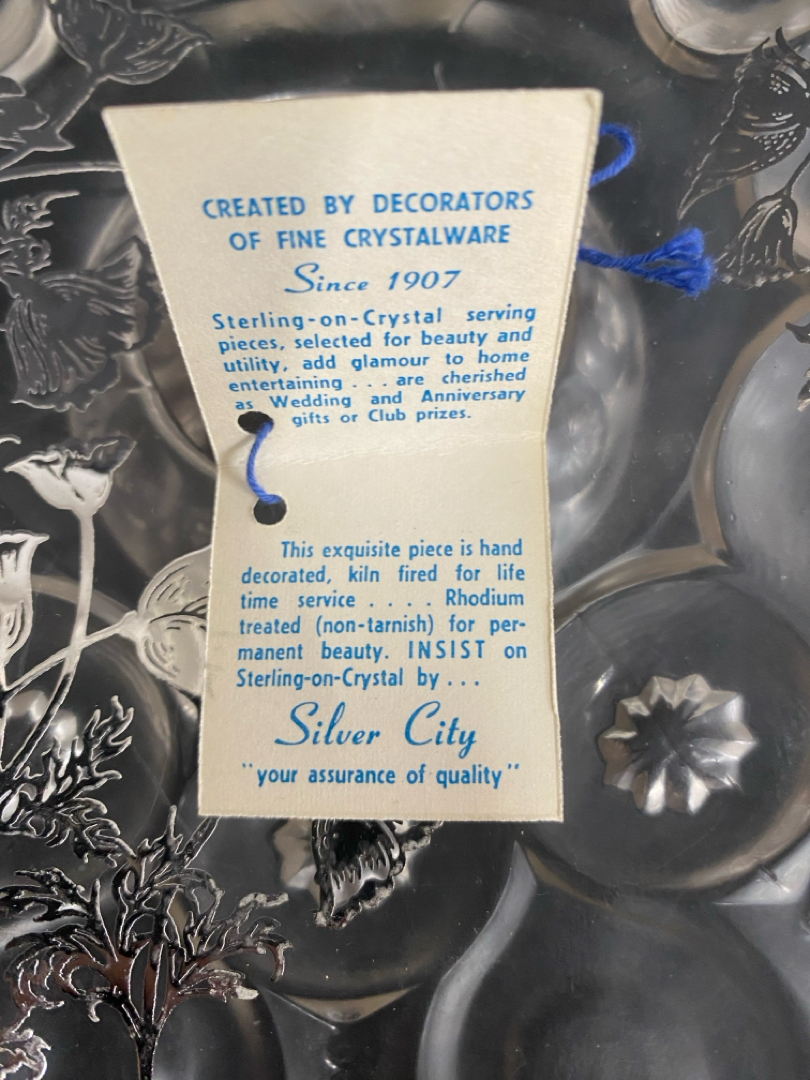 CREATED BY DECORATORS
OF FINE CRYSTALWARE
Since 1907
Sterling-on-Crystal serving
pieces, selected for beauty and
utility, add glamour to home
entertaining . . . are cherished
as Wedding and Anniversary
gifts or Club prizes.
This exquisite piece is hand
decorated, kiln fired for life
time service . . . . Rhodium
treated (non-tarnish) for per-
manent beauty. INSIST on
Sterling-on-Crystal by . . .
Silver City
"your assurance of quality"